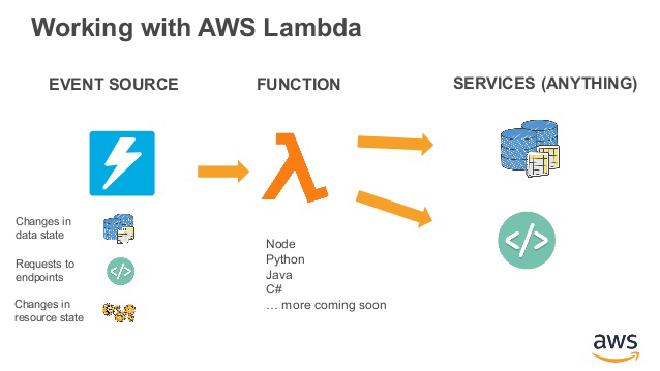 Working with AWS Lambda
EVENT SOURCE
FUNCTION
SERVICES (ANYTHING)
Changes in
data state
Requests to
endpoints
Changes in
resource state
Node
Python
Java
C#
... more coming soon
</>
</>
aws